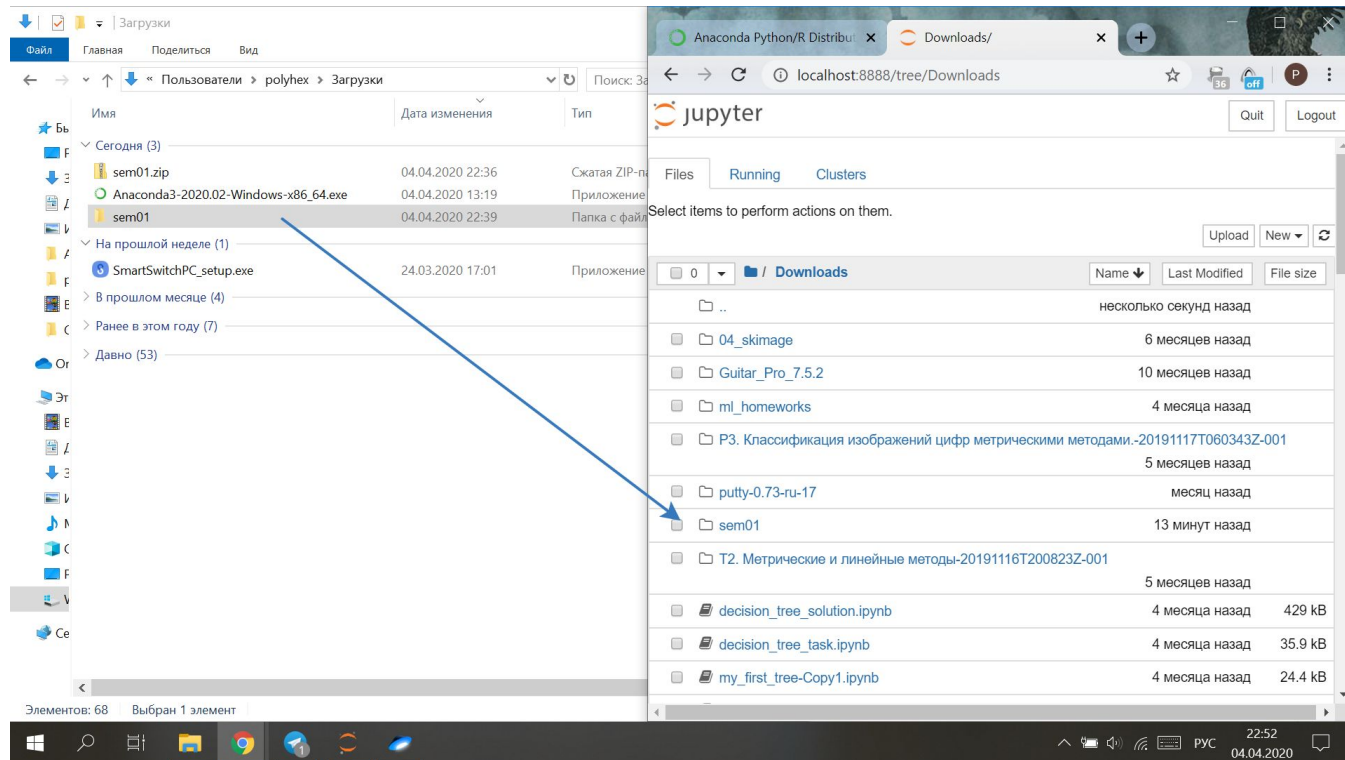 Загрузки
Файл Главная Поделиться Вид
« Пользователи > polyhex > Загрузки
Имя Дата изменения Тип
Сегодня (3)
sem01.zip 04.04.2020 22:36 Сжатая ZIP-п
Anaconda3-2020.02-Windows-x86_64.exe 04.04.2020 13:19 Приложение
sem01 04.04.2020 22:39 Папка с файл
На прошлой неделе (1)
SmartSwitchPC_setup.exe 24.03.2020 17:01 Приложение
В прошлом месяце (4)
Ранее в этом году (7)
Давно (53)
Элементов: 68 Выбран 1 элемент
Anaconda Python/R Distribut Downloads/
localhost:8888/tree/Downloads 36 off P
jupyter Quit Logout
Files Running Clusters
Select items to perform actions on them.
Upload New
0 / Downloads Name Last Modified File size
.. несколько секунд назад
04_skimage 6 месяцев назад
Guitar_Pro_7.5.2 10 месяцев назад
ml_homeworks 4 месяца назад
P3. Классификация изображений цифр метрическими методами.-20191117T060343Z-001
5 месяцев назад
putty-0.73-ru-17 месяц назад
sem01 13 минут назад
T2. Метрические и линейные методы-20191116T200823Z-001
5 месяцев назад
decision_tree_solution.ipynb 4 месяца назад 429 kB
decision_tree_task.ipynb 4 месяца назад 35.9 kB
my_first_tree-Copy1.ipynb 4 месяца назад 24.4 kB
1 РУС 22:52
04.04.2020